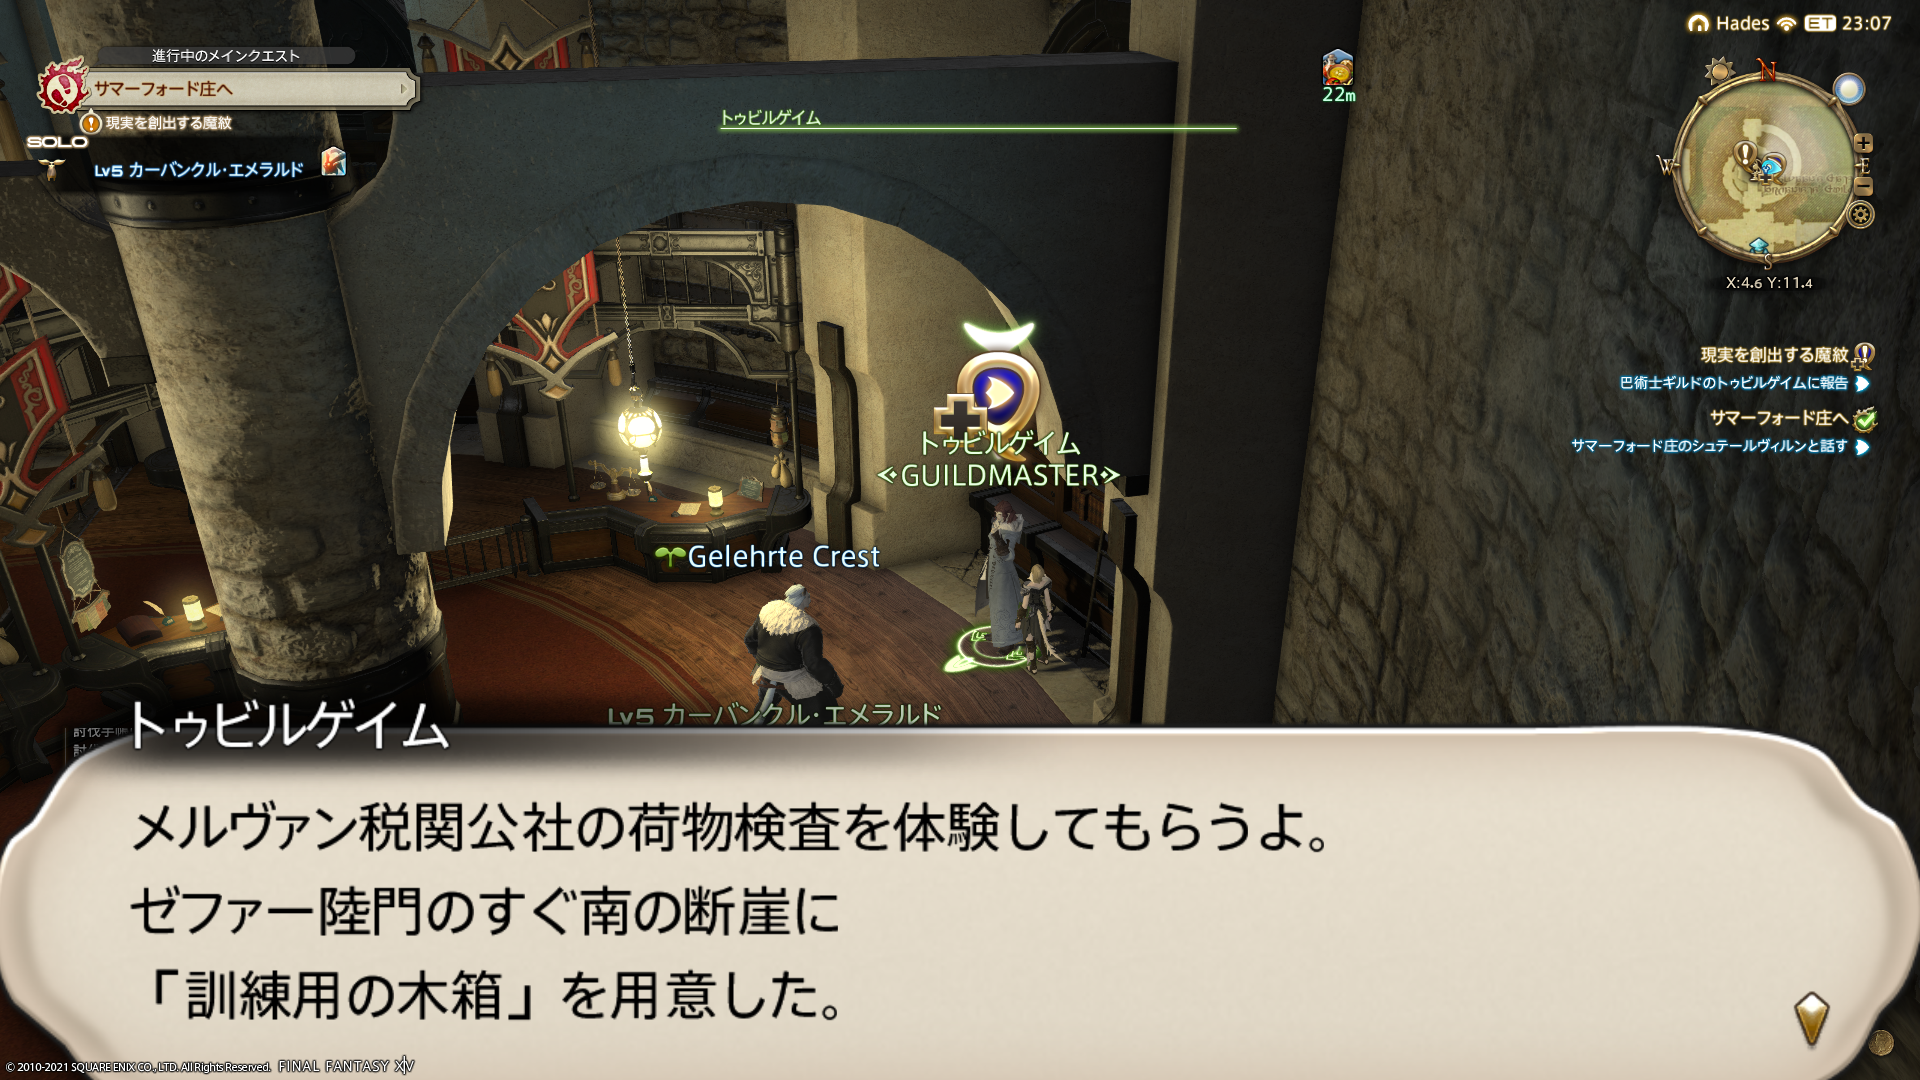 進行中のメインクエスト
サマーフォード庄へ
現実を創出する魔紋
SOLO
Lv5 カーバンクル・エメラルド
トゥビルゲイム
22m
Hades ET 23:07
N
W
E
S
X:4.6 Y:11.4
現実を創出する魔紋
巴術士ギルドのトゥビルゲイムに報告
サマーフォード庄へ
サマーフォード庄のシュテールヴィルンと話す
トゥビルゲイム
GUILDMASTER
Gelehrte Crest
Lv5 カーバンクル・エメラルド
トゥビルゲイム
メルヴァン税関公社の荷物検査を体験してもらうよ。
ゼファー陸門のすぐ南の断崖に
「訓練用の木箱」を用意した。
© 2010-2021 SQUARE ENIX CO., LTD. All Rights Reserved. FINAL FANTASY XIV